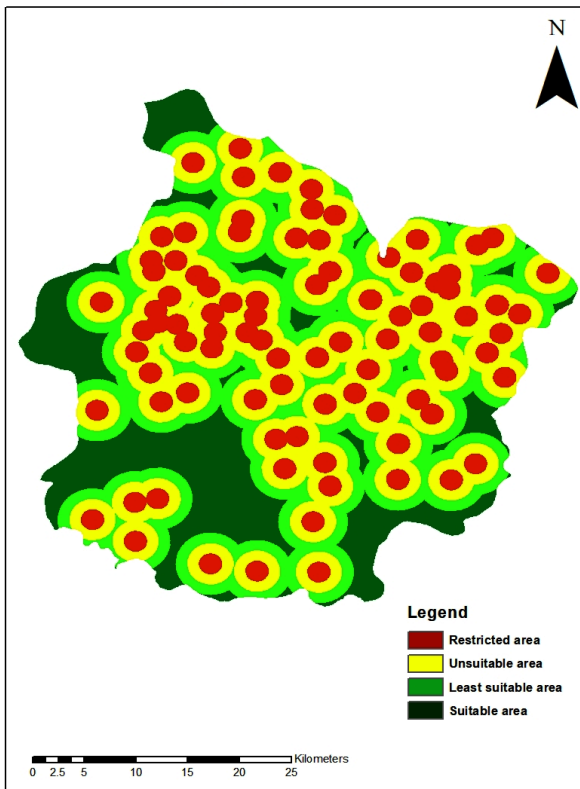 N
Legend
Restricted area
Unsuitable area
Least suitable area
Suitable area
Kilometers
0 2.5 5 10 15 20 25